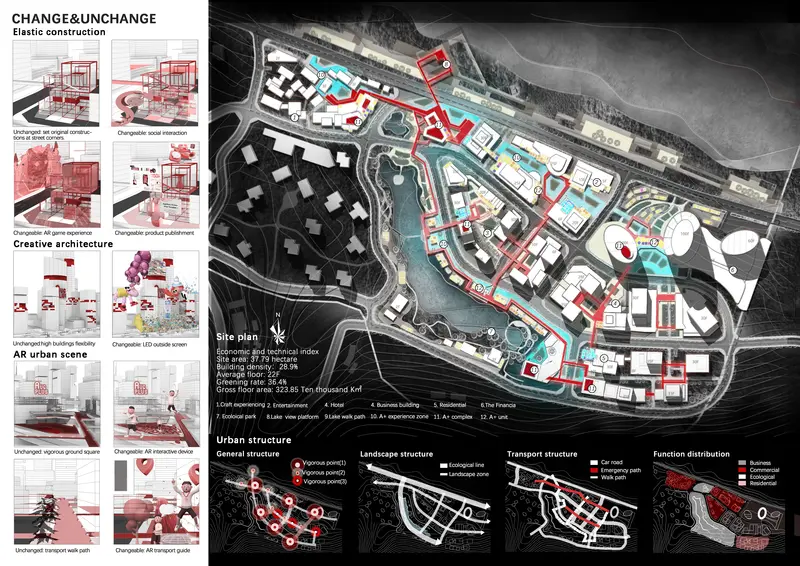 CHANGE&UNCHANGE
Elastic construction
Unchanged: set original construc-
tions at street corners.
Changeable: social interaction
Changeable: AR game experience
Changeable: product publishment
Creative architecture
Unchanged:high buildings flexibility
Changeable: LED outside screen
AR urban scene
Unchanged: vigorous ground square
Changeable: AR interactive device
Unchanged: transport walk path
Changeable: AR transport guide
N
Site plan
Economic and technical index
Site area: 37.79 hectare
Building density: 28.9%
Average floor: 22F
Greening rate: 36.4%
Gross floor area: 323.85 Ten thousand Km²
1.Craft experiencing 2. Entertainment 4. Hotel 4. Business building 5. Residential 6.The Financia
7. Ecoloical park 8.Lake view platform 9.Lake walk path 10. A+ experience zone 11. A+ complex 12. A+ unit
Urban structure
General structure
Vigorous point(1)
Vigorous point(2)
Vigorous point(3)
Landscape structure
Ecological line
Landscape zone
Transport structure
Car road
Emergency path
Walk path
Function distribution
Business
Commercial
Ecological
Residential